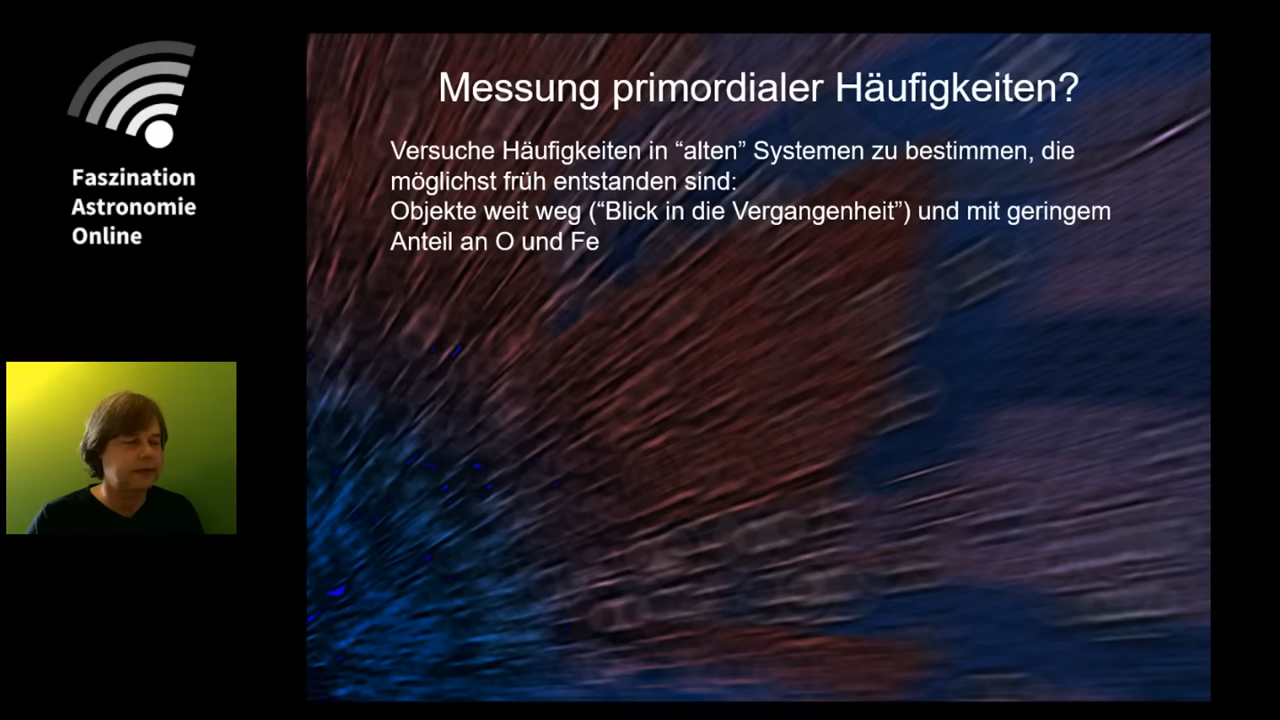 Faszination
Astronomie
Online
Messung primordialer Häufigkeiten?
Versuche Häufigkeiten in “alten” Systemen zu bestimmen, die
möglichst früh entstanden sind:
Objekte weit weg (“Blick in die Vergangenheit”) und mit geringem
Anteil an O und Fe